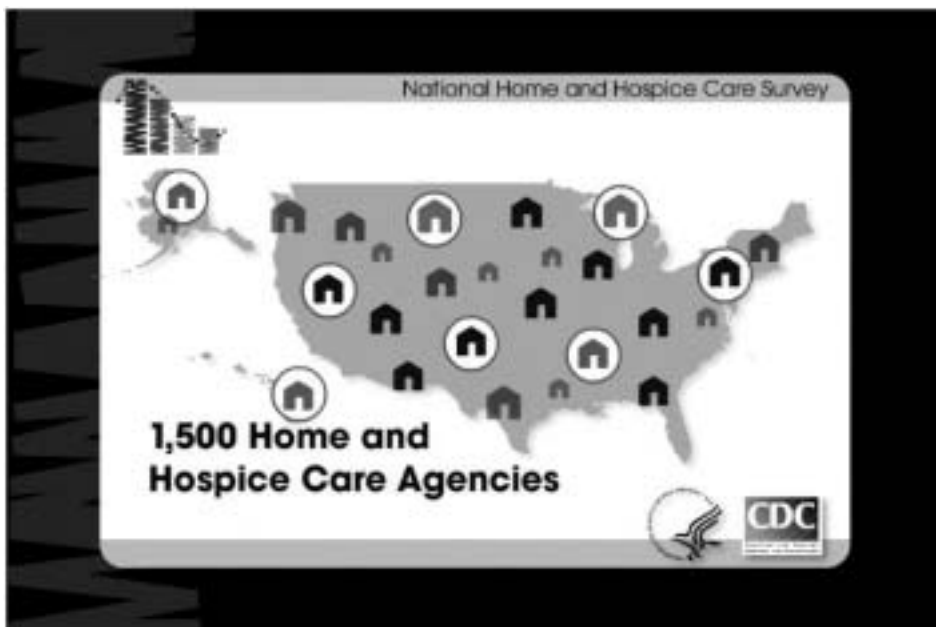 National Home and Hospice Care Survey
1,500 Home and
Hospice Care Agencies
CDC